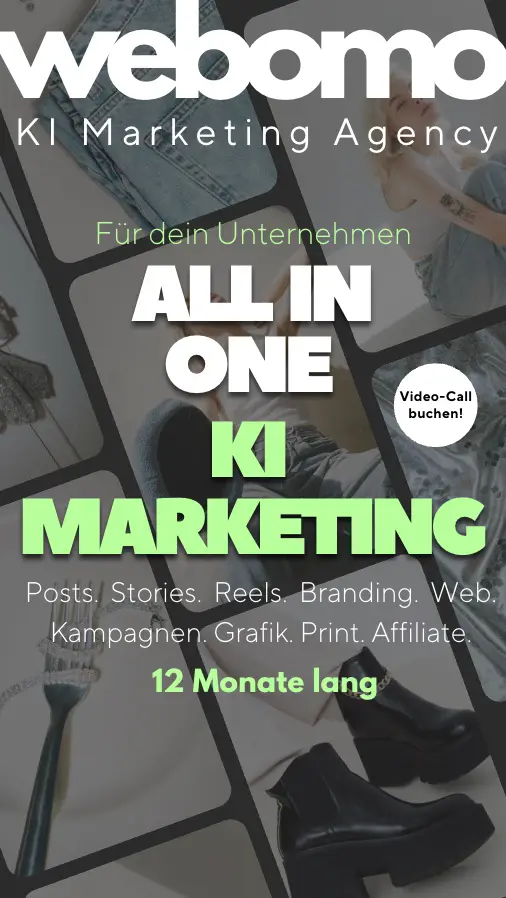 webomo
KI Marketing Agency
Für dein Unternehmen
ALL IN
ONE
Video-Call
buchen!
KI
MARKETING
Posts. Stories. Reels. Branding. Web.
Kampagnen. Grafik. Print. Affiliate.
12 Monate lang